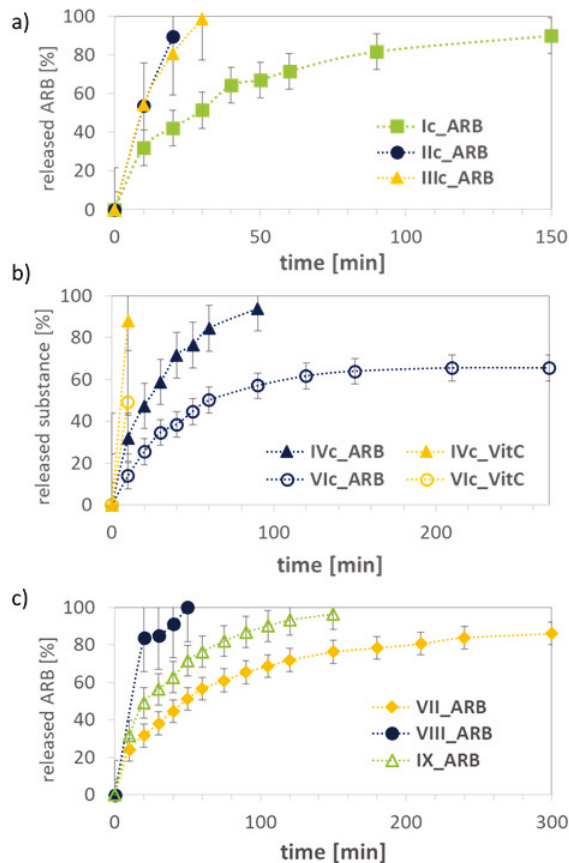 a)
released ARB [%]
100
80
60
40
20
0
Ic_ARB
IIc_ARB
IIIc_ARB
0 50 100 150
time [min]
b)
released substance [%]
100
80
60
40
20
0
IVc_ARB IVc_VitC
VIc_ARB VIc_VitC
0 100 200
time [min]
c)
released ARB [%]
100
80
60
40
20
0
VII_ARB
VIII_ARB
IX_ARB
0 100 200 300
time [min]